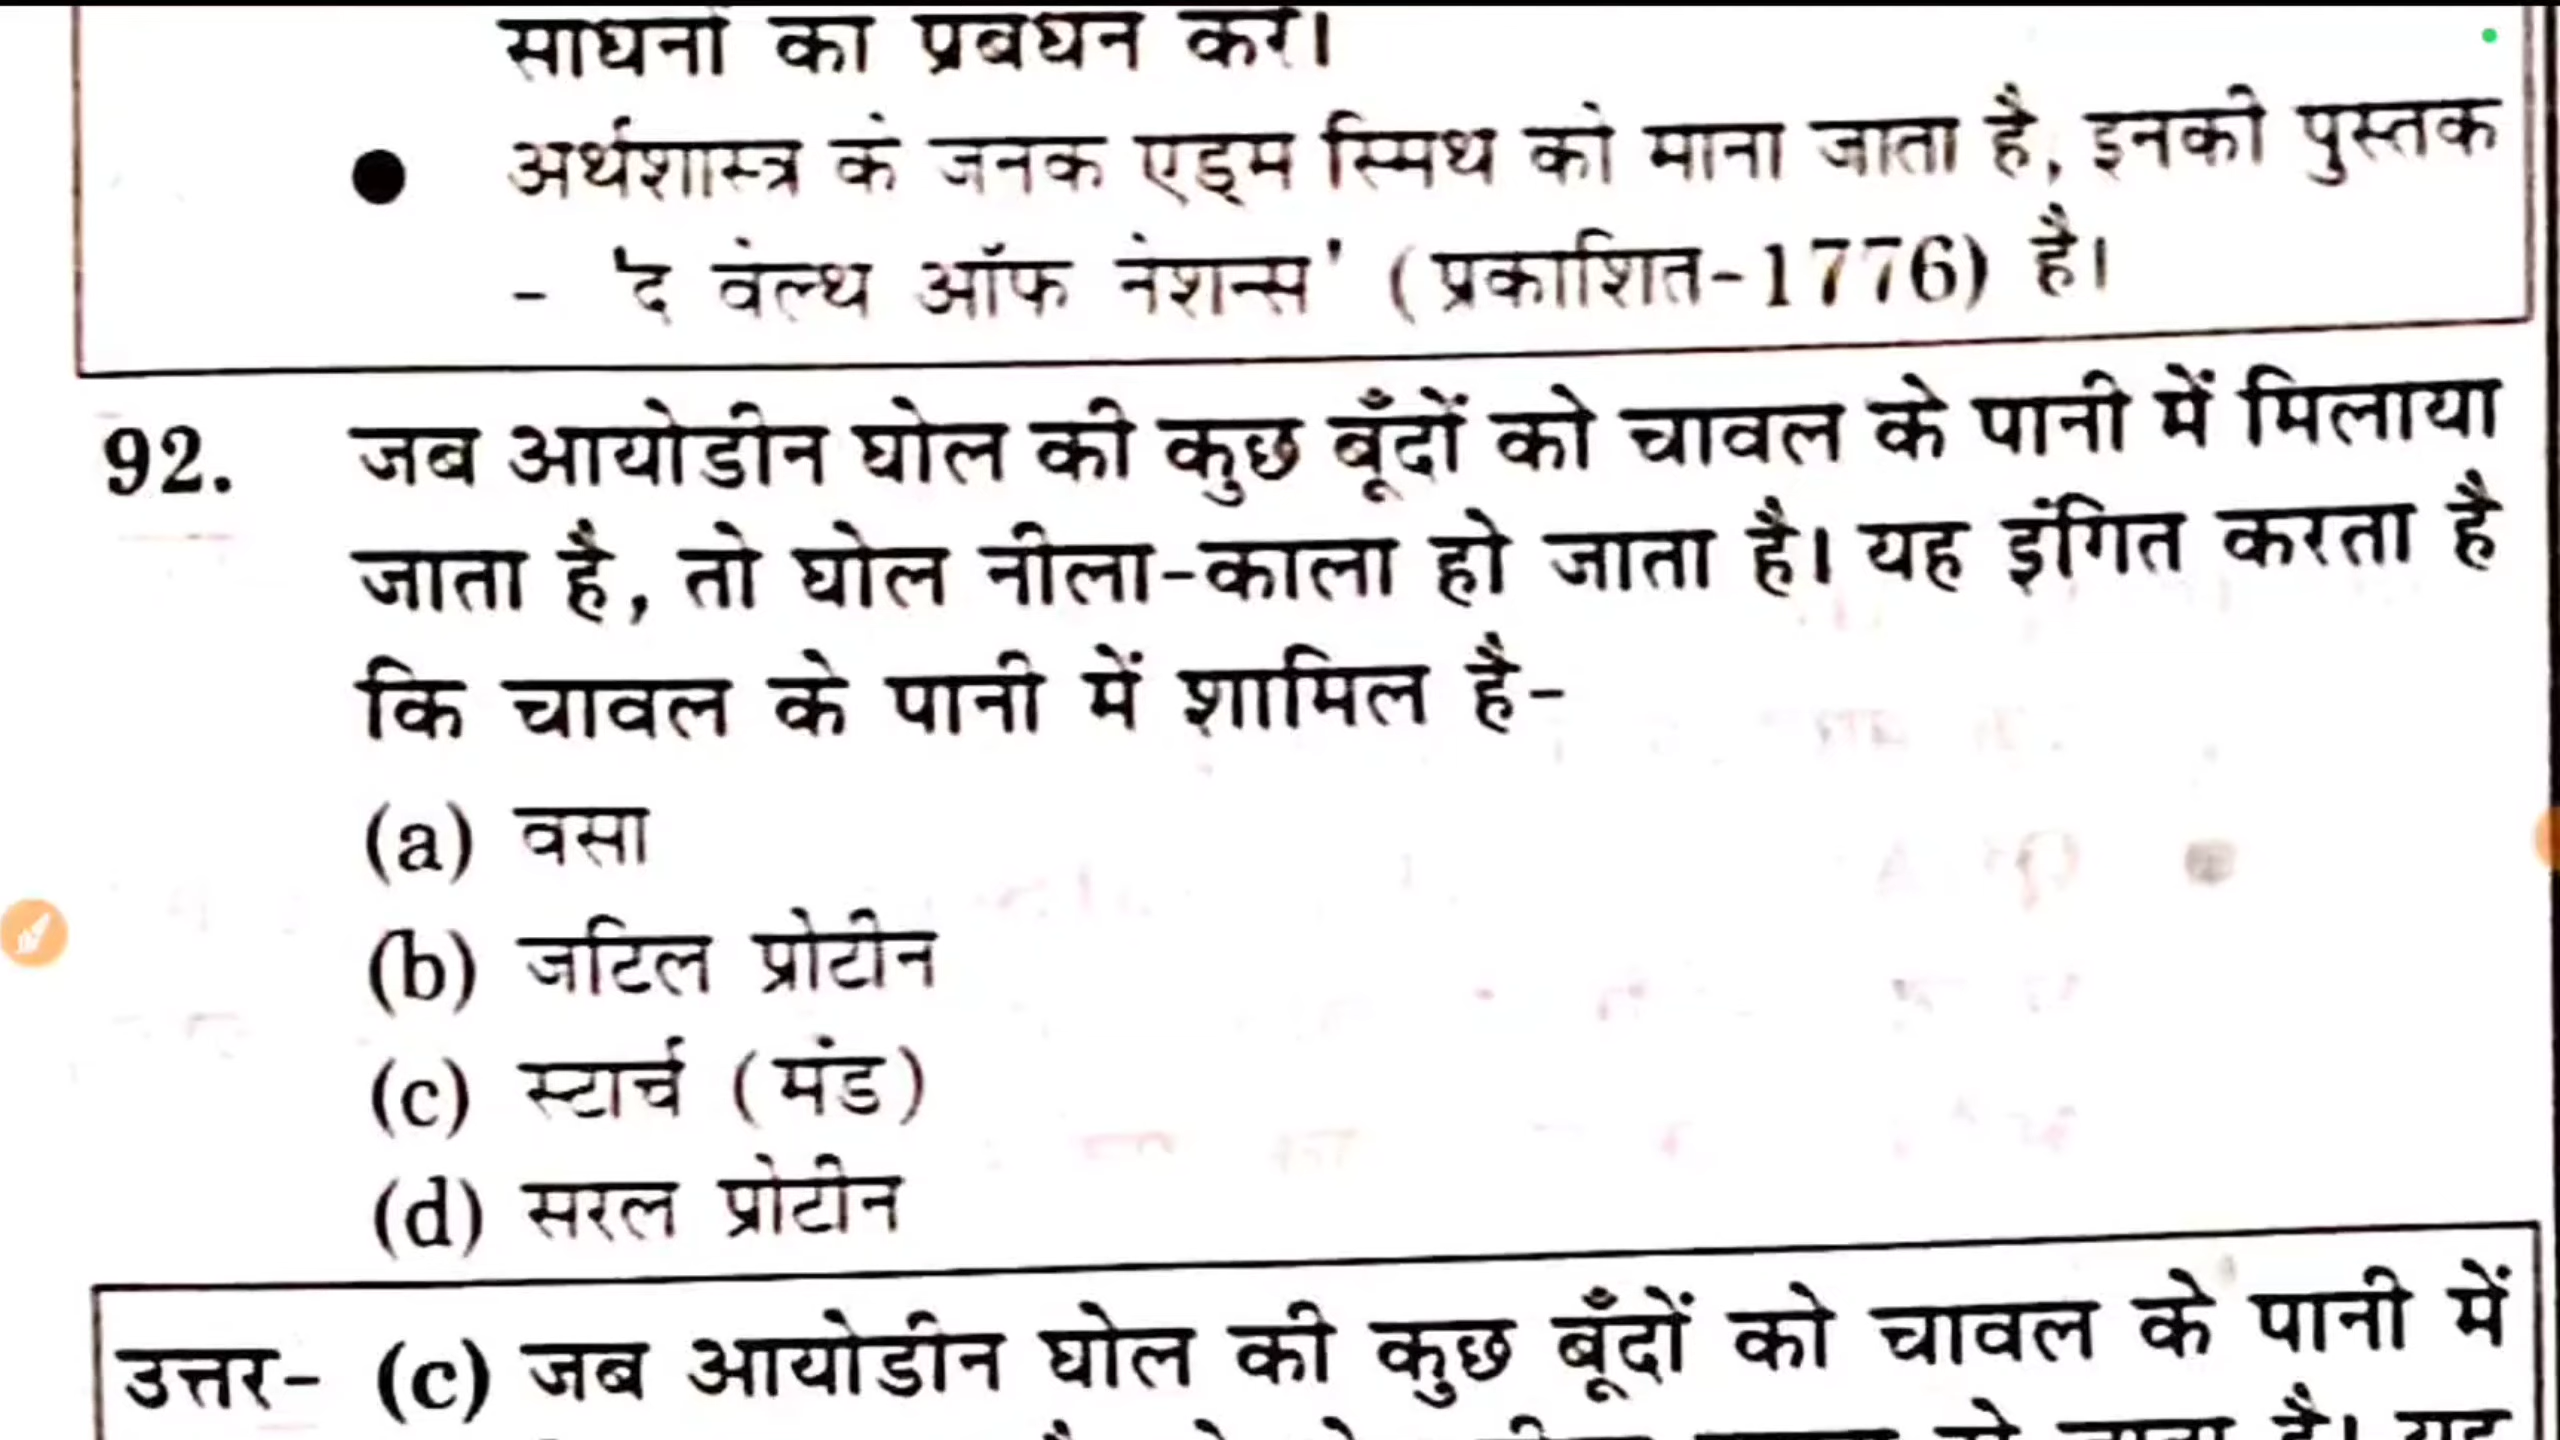 साधनों का प्रबंधन करें।
● अर्थशास्त्र के जनक एड्म स्मिथ को माना जाता है, इनकी पुस्तक
- 'द वेल्थ ऑफ नेशन्स' (प्रकाशित-1776) है।
92. जब आयोडीन घोल की कुछ बूँदों को चावल के पानी में मिलाया
जाता है, तो घोल नीला-काला हो जाता है। यह इंगित करता है
कि चावल के पानी में शामिल है-
(a) वसा
(b) जटिल प्रोटीन
(c) स्टार्च (मंड)
(d) सरल प्रोटीन
उत्तर- (c) जब आयोडीन घोल की कुछ बूँदों को चावल के पानी में